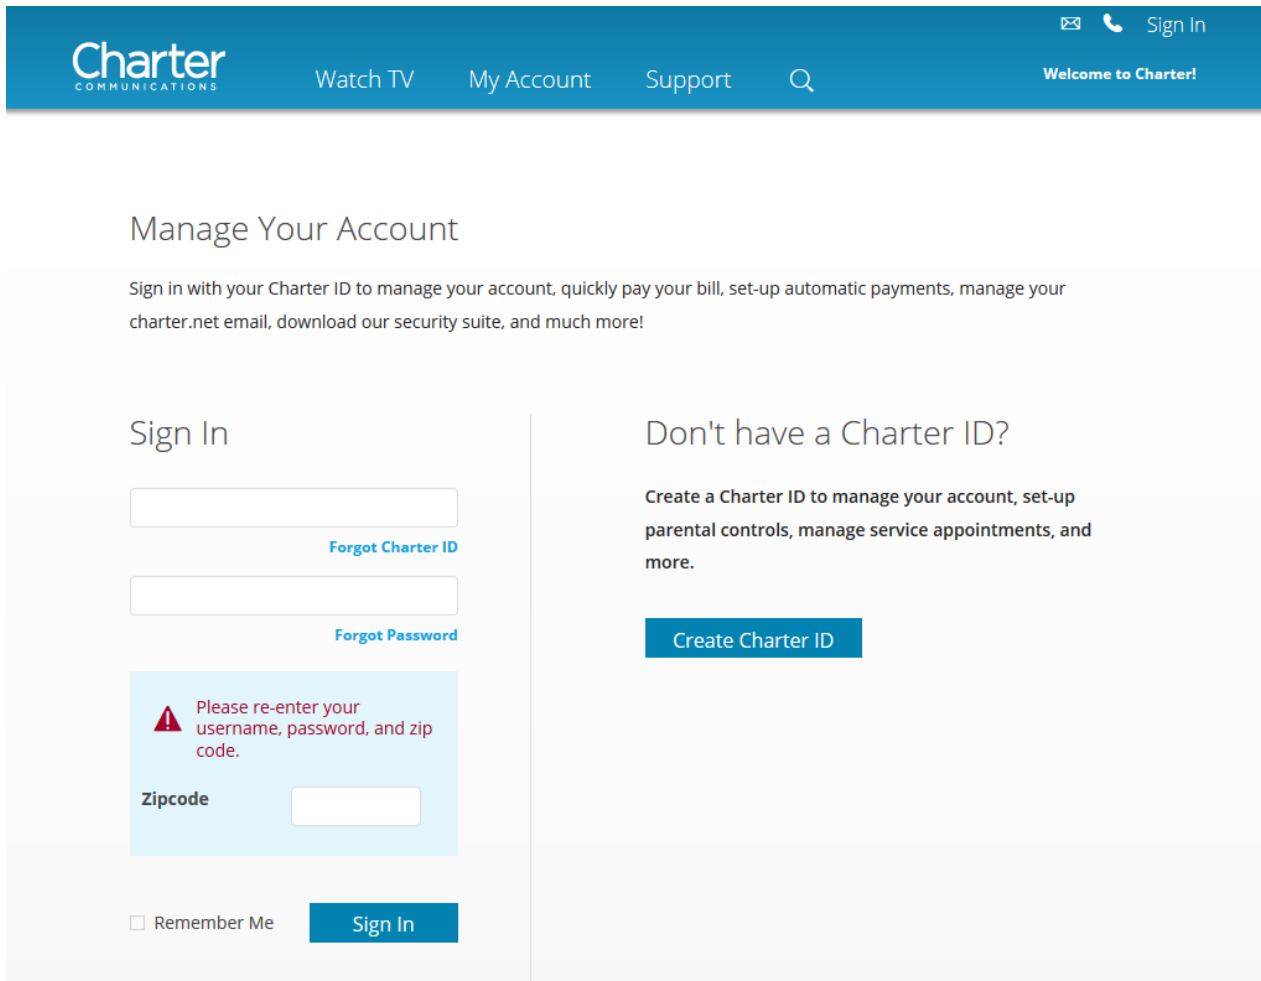 Sign In
Charter
COMMUNICATIONS
Watch TV
My Account
Support
Welcome to Charter!
Manage Your Account
Sign in with your Charter ID to manage your account, quickly pay your bill, set-up automatic payments, manage your
charter.net email, download our security suite, and much more!
Sign In
Forgot Charter ID
Forgot Password
Please re-enter your
username, password, and zip
code.
Zipcode
Remember Me
Sign In
Don't have a Charter ID?
Create a Charter ID to manage your account, set-up
parental controls, manage service appointments, and
more.
Create Charter ID